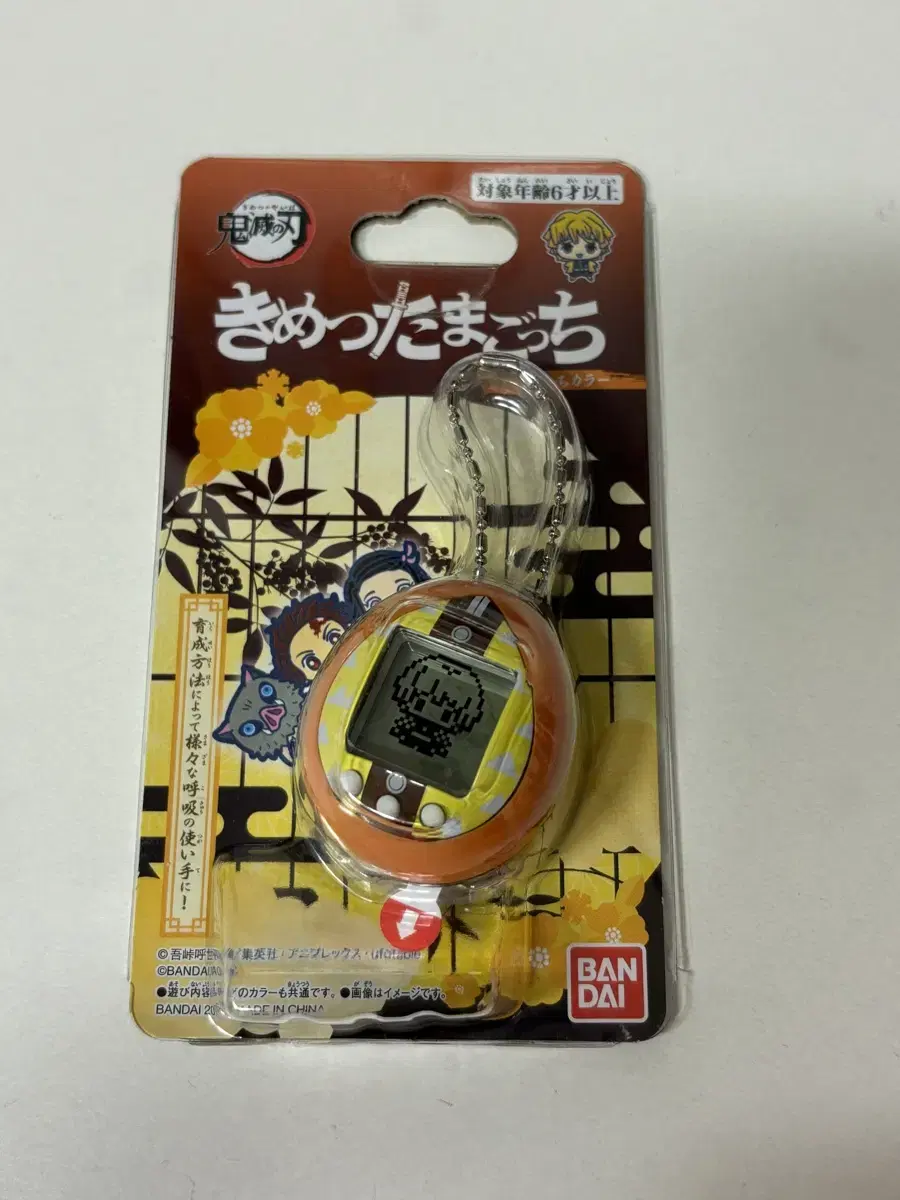 対象年齢6才以上
鬼滅の刃
きめつたまごっち
カラー
育成方法によって様々な呼吸の使い手に!
©吾峠呼 集英社・アニプレックス・ufotable
©BANDAI
●遊び内容 のカラーも共通です。●画像はイメージです。
BANDAI MADE IN CHINA
BAN
DAI